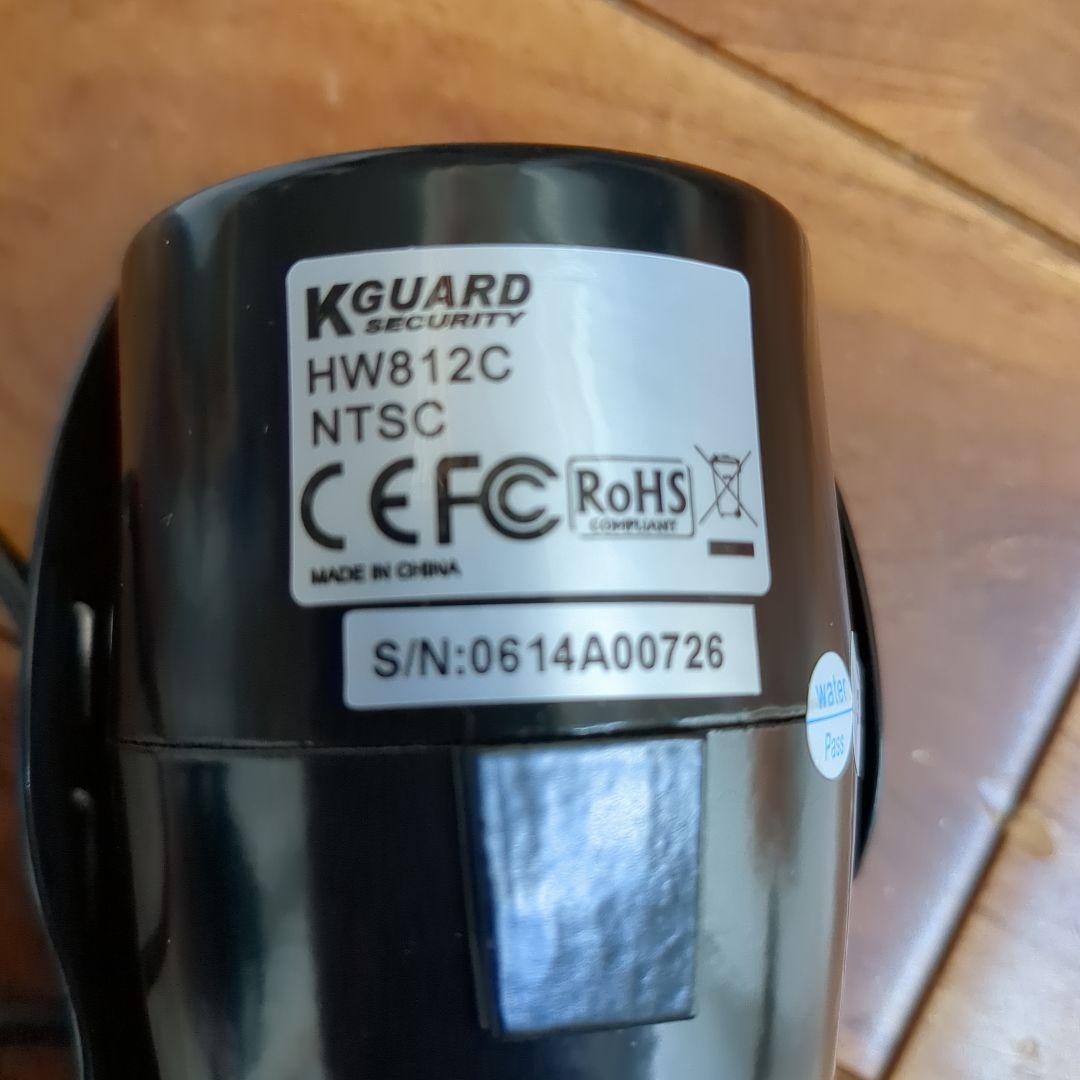 KGUARD
SECURITY
HW812C
NTSC
CE FC RoHS
COMPLIANT
MADE IN CHINA
S/N:0614A00726
water
Pass